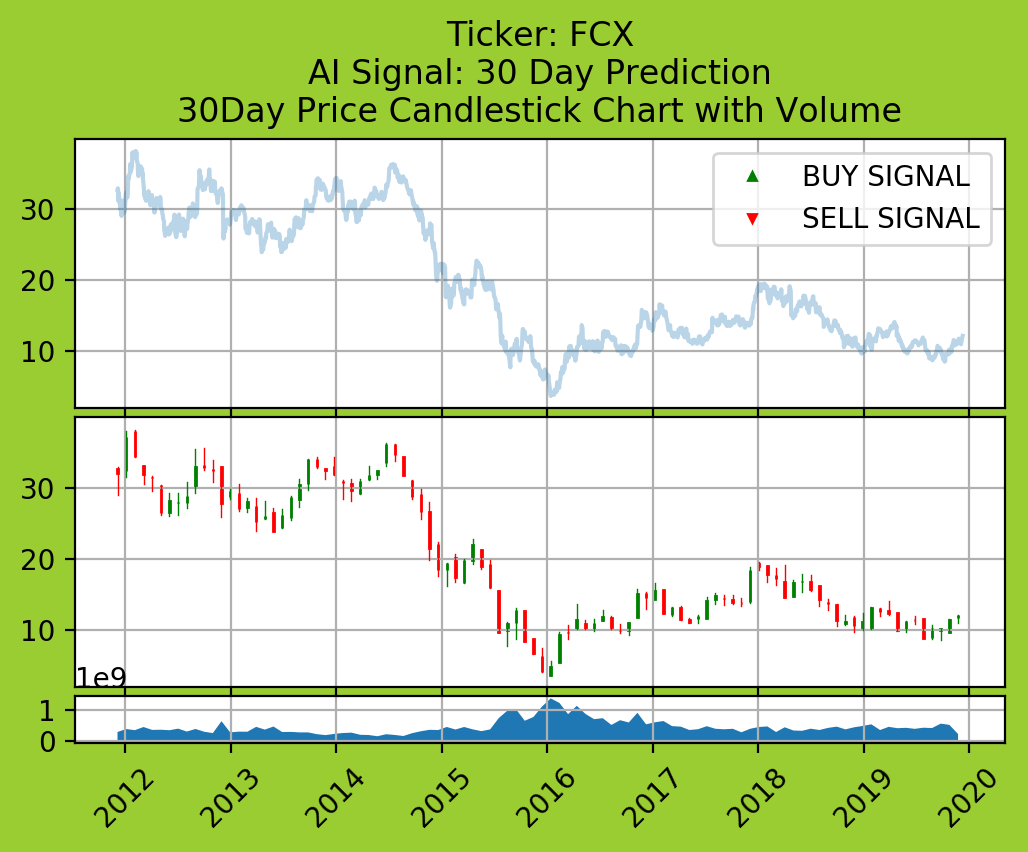 Ticker: FCX
AI Signal: 30 Day Prediction
30Day Price Candlestick Chart with Volume
BUY SIGNAL
SELL SIGNAL
30
20
10
30
20
10
1e9
1
0
2012 2013 2014 2015 2016 2017 2018 2019 2020